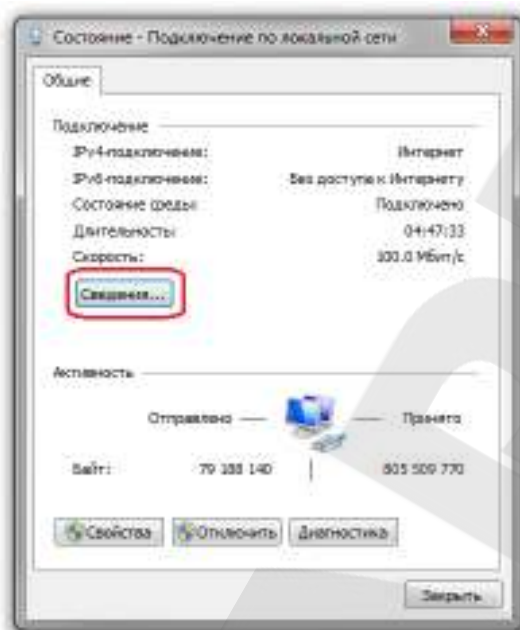 Состояние - Подключение по локальной сети
Общие
Подключение
IPv4-подключение: Интернет
IPv6-подключение: Без доступа к Интернету
Состояние среды: Подключено
Длительность: 04:47:33
Скорость: 100.0 Мбит/с
Сведения...
Активность
Отправлено — Принято
Байт: 79 188 140 805 509 770
Свойства Отключить Диагностика
Закрыть